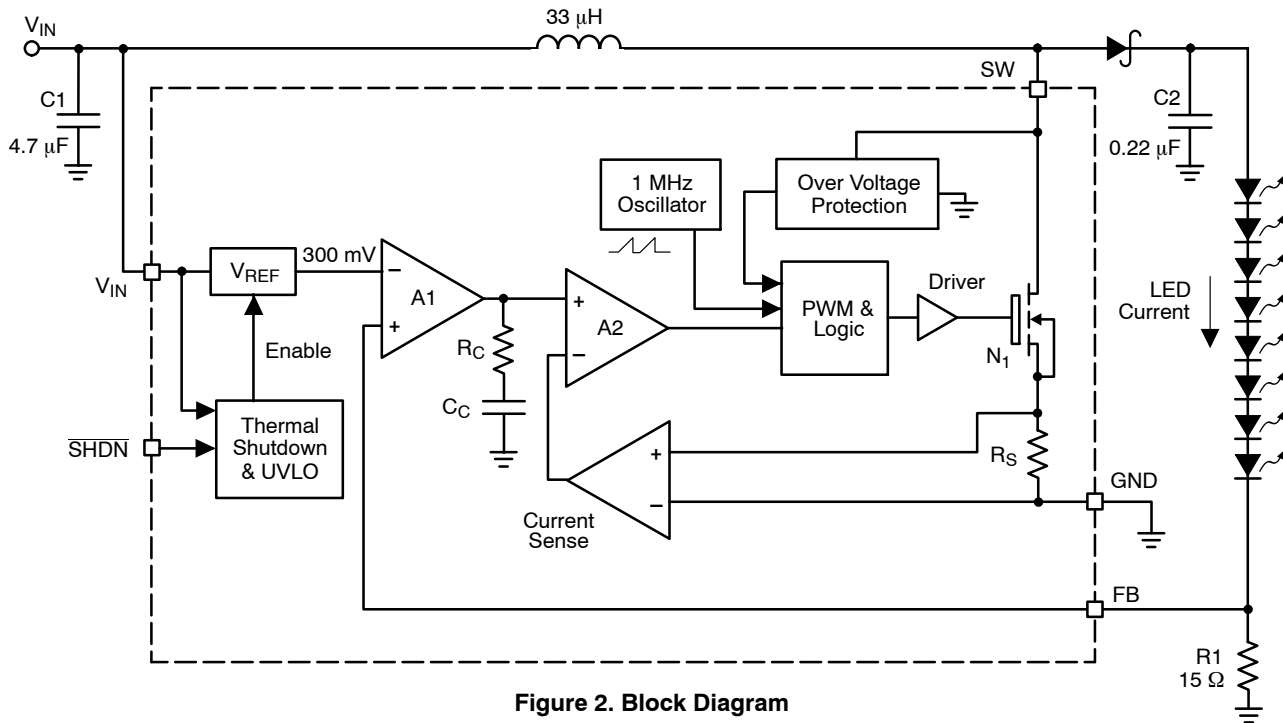 V_IN
33 μH
SW
C1
4.7 μF
C2
0.22 μF
1 MHz
Oscillator
Over Voltage
Protection
V_IN
V_REF
300 mV
−
+
A1
Enable
R_C
C_C
+
−
A2
PWM &
Logic
Driver
N_1
LED
Current
SHDN
Thermal
Shutdown
& UVLO
+
−
Current
Sense
R_S
GND
FB
R1
15 Ω
Figure 2. Block Diagram